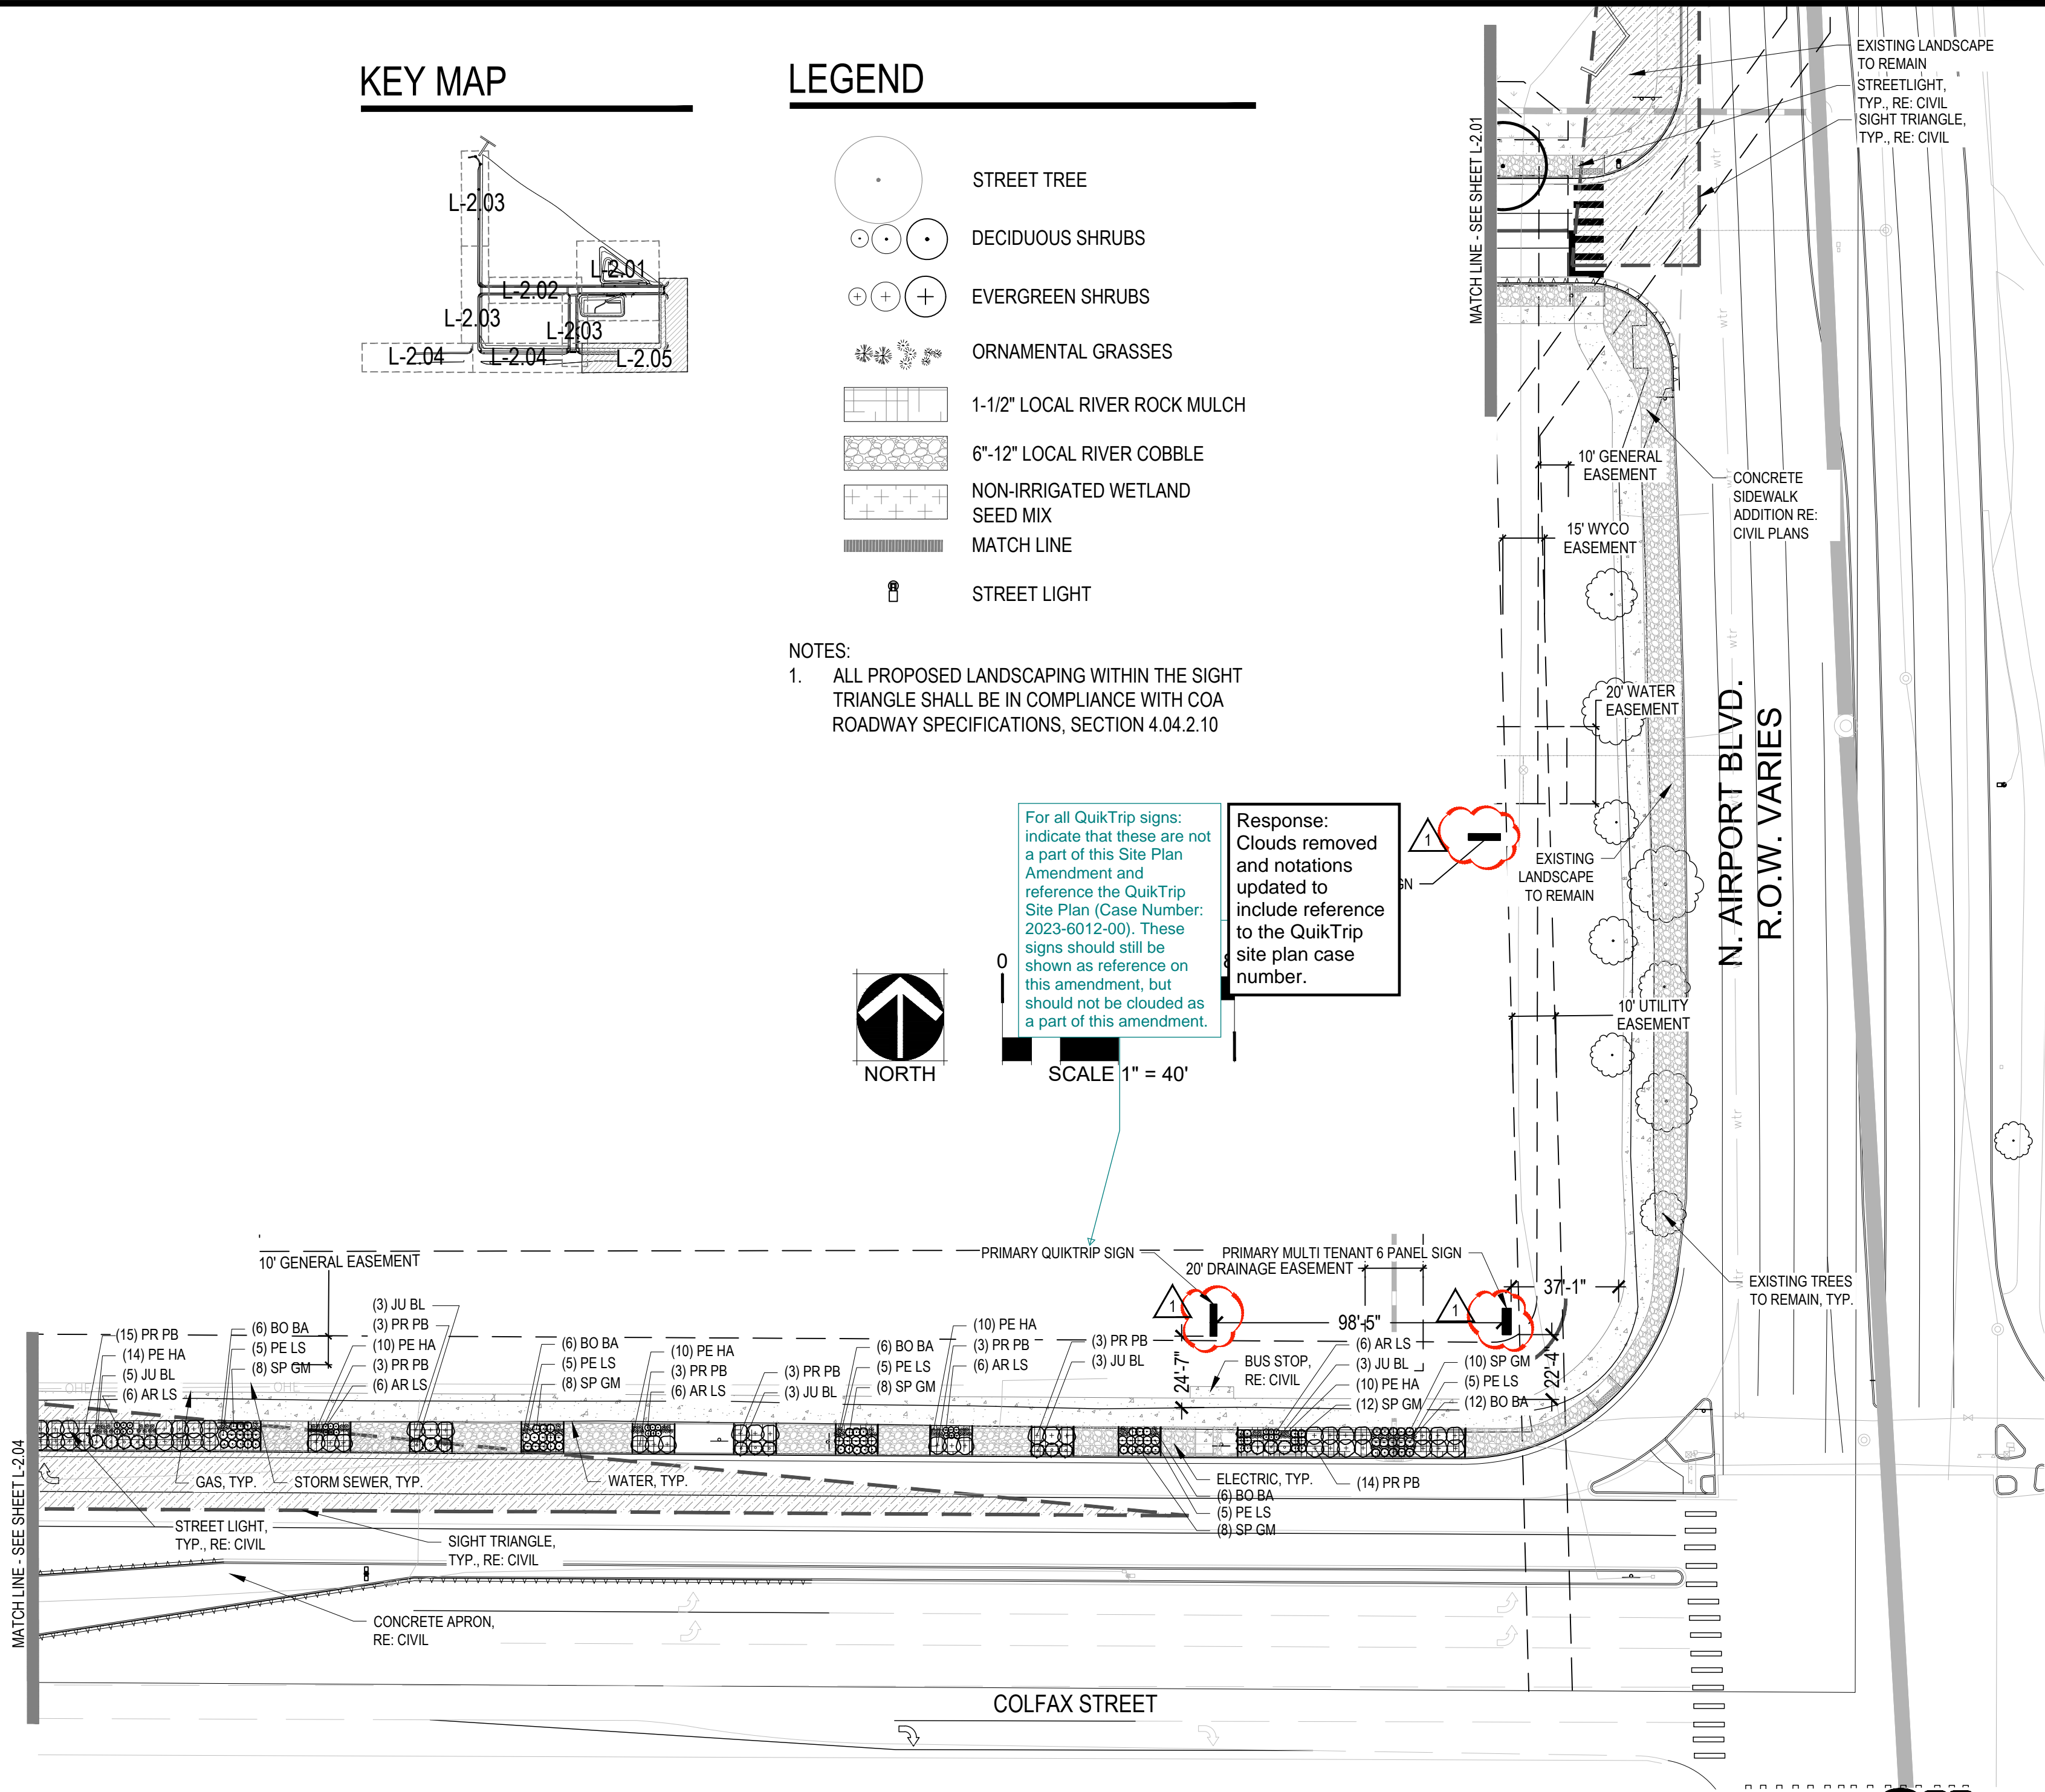 KEY MAP
L-2.03
L-2.01
L-2.02
L-2.03
L-2.03
L-2.04
L-2.04
L-2.05
LEGEND
STREET TREE
DECIDUOUS SHRUBS
EVERGREEN SHRUBS
ORNAMENTAL GRASSES
1-1/2" LOCAL RIVER ROCK MULCH
6"-12" LOCAL RIVER COBBLE
NON-IRRIGATED WETLAND
SEED MIX
MATCH LINE
STREET LIGHT
NOTES:
1. ALL PROPOSED LANDSCAPING WITHIN THE SIGHT
TRIANGLE SHALL BE IN COMPLIANCE WITH COA
ROADWAY SPECIFICATIONS, SECTION 4.04.2.10
MATCH LINE - SEE SHEET L-2.01
EXISTING LANDSCAPE
TO REMAIN
STREETLIGHT,
TYP., RE: CIVIL
SIGHT TRIANGLE,
TYP., RE: CIVIL
wtr
wtr
10' GENERAL
EASEMENT
CONCRETE
SIDEWALK
ADDITION RE:
CIVIL PLANS
15' WYCO
EASEMENT
wtr
wtr
20' WATER
EASEMENT
N. AIRPORT BLVD.
R.O.W. VARIES
For all QuikTrip signs:
indicate that these are not
a part of this Site Plan
Amendment and
reference the QuikTrip
Site Plan (Case Number:
2023-6012-00). These
signs should still be
shown as reference on
this amendment, but
should not be clouded as
a part of this amendment.
Response:
Clouds removed
and notations
updated to
include reference
to the QuikTrip
site plan case
number.
1
GN
EXISTING
LANDSCAPE
TO REMAIN
0
8
NORTH
SCALE 1" = 40'
10' UTILITY
EASEMENT
wtr
wtr
10' GENERAL EASEMENT
PRIMARY QUIKTRIP SIGN
PRIMARY MULTI TENANT 6 PANEL SIGN
20' DRAINAGE EASEMENT
37'-1"
EXISTING TREES
TO REMAIN, TYP.
1
1
98'-5"
24'-7"
22'-4"
(15) PR PB
(14) PE HA
(5) JU BL
(6) AR LS
(6) BO BA
(5) PE LS
(8) SP GM
(3) JU BL
(3) PR PB
(10) PE HA
(3) PR PB
(6) AR LS
(6) BO BA
(5) PE LS
(8) SP GM
(10) PE HA
(3) PR PB
(6) AR LS
(3) PR PB
(3) JU BL
(6) BO BA
(5) PE LS
(8) SP GM
(10) PE HA
(3) PR PB
(6) AR LS
(3) PR PB
(3) JU BL
BUS STOP,
RE: CIVIL
(6) AR LS
(3) JU BL
(10) PE HA
(12) SP GM
(10) SP GM
(5) PE LS
(12) BO BA
OHE
OHE
MATCH LINE - SEE SHEET L-2.04
GAS, TYP.
STORM SEWER, TYP.
WATER, TYP.
ELECTRIC, TYP.
(6) BO BA
(5) PE LS
(8) SP GM
(14) PR PB
STREET LIGHT,
TYP., RE: CIVIL
SIGHT TRIANGLE,
TYP., RE: CIVIL
CONCRETE APRON,
RE: CIVIL
COLFAX STREET